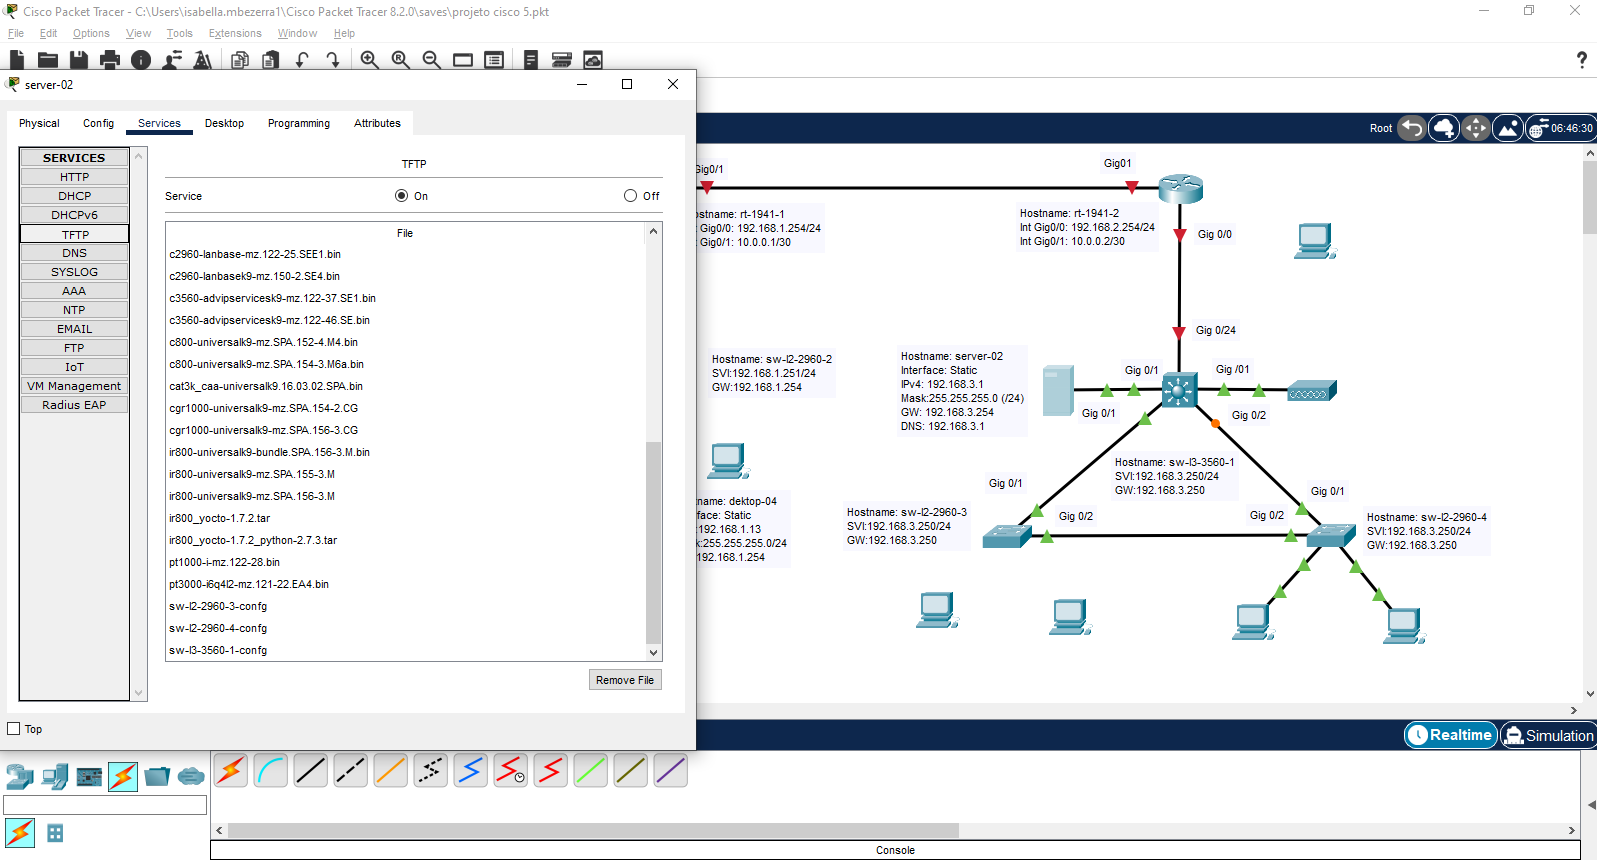 Cisco Packet Tracer - C:\Users\isabella.mbezerra1\Cisco Packet Tracer 8.2.0\saves\projeto cisco 5.pkt
File Edit Options View Tools Extensions Window Help
?
server-02
Physical Config Services Desktop Programming Attributes
SERVICES
HTTP
DHCP
DHCPv6
TFTP
DNS
SYSLOG
AAA
NTP
EMAIL
FTP
IoT
VM Management
Radius EAP
TFTP
Service On Off
File
c2960-lanbase-mz.122-25.SEE1.bin
c2960-lanbasek9-mz.150-2.SE4.bin
c3560-advipservicesk9-mz.122-37.SE1.bin
c3560-advipservicesk9-mz.122-46.SE.bin
c800-universalk9-mz.SPA.152-4.M4.bin
c800-universalk9-mz.SPA.154-3.M6a.bin
cat3k_caa-universalk9.16.03.02.SPA.bin
cgr1000-universalk9-mz.SPA.154-2.CG
cgr1000-universalk9-mz.SPA.156-3.CG
ir800-universalk9-bundle.SPA.156-3.M.bin
ir800-universalk9-mz.SPA.155-3.M
ir800-universalk9-mz.SPA.156-3.M
ir800_yocto-1.7.2.tar
ir800_yocto-1.7.2_python-2.7.3.tar
pt1000-i-mz.122-28.bin
pt3000-i6q4l2-mz.121-22.EA4.bin
sw-l2-2960-3-confg
sw-l2-2960-4-confg
sw-l3-3560-1-confg
Remove File
Top
Root 06:46:30
Gig0/1
Gig01
stname: rt-1941-1
t Gig0/0: 192.168.1.254/24
Gig0/1: 10.0.0.1/30
Hostname: rt-1941-2
Int Gig0/0: 192.168.2.254/24
Int Gig0/1: 10.0.0.2/30
Gig 0/0
Gig 0/24
Hostname: sw-l2-2960-2
SVI:192.168.1.251/24
GW:192.168.1.254
Hostname: server-02
Interface: Static
IPv4: 192.168.3.1
Mask:255.255.255.0 (/24)
GW: 192.168.3.254
DNS: 192.168.3.1
Gig 0/1
Gig /01
Gig 0/1
Gig 0/2
Hostname: sw-l3-3560-1
SVI:192.168.3.250/24
GW:192.168.3.250
Gig 0/1
Gig 0/1
name: dektop-04
face: Static
:192.168.1.13
k:255.255.255.0/24
192.168.1.254
Hostname: sw-l2-2960-3
SVI:192.168.3.250/24
GW:192.168.3.250
Gig 0/2
Gig 0/2
Hostname: sw-l2-2960-4
SVI:192.168.3.250/24
GW:192.168.3.250
Realtime Simulation
Console